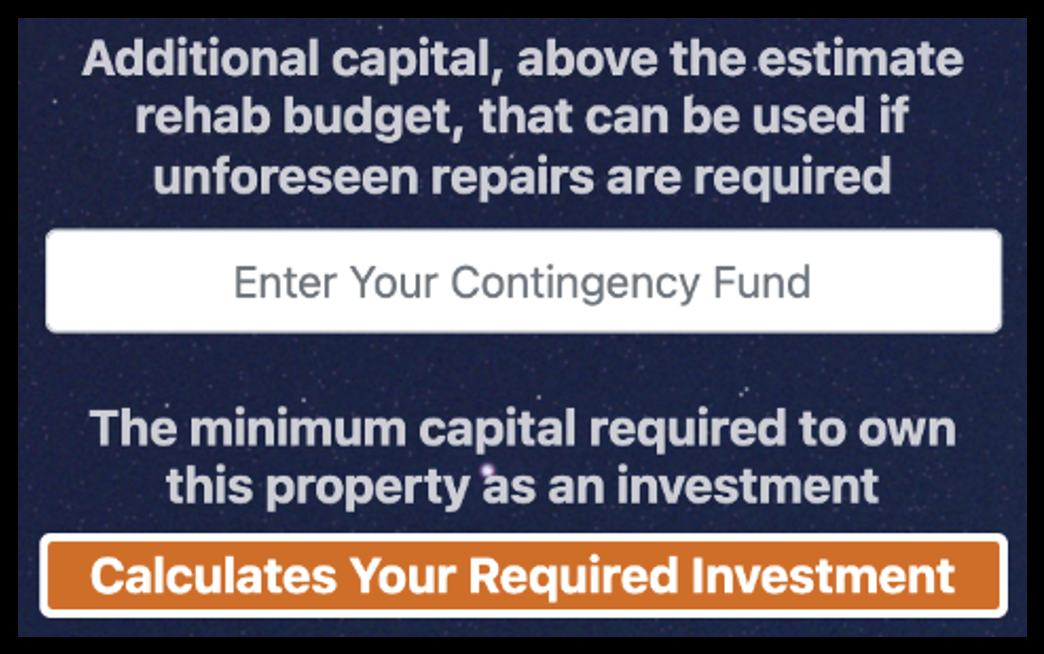 Additional capital, above the estimate
rehab budget, that can be used if
unforeseen repairs are required
Enter Your Contingency Fund
The minimum capital required to own
this property as an investment
Calculates Your Required Investment